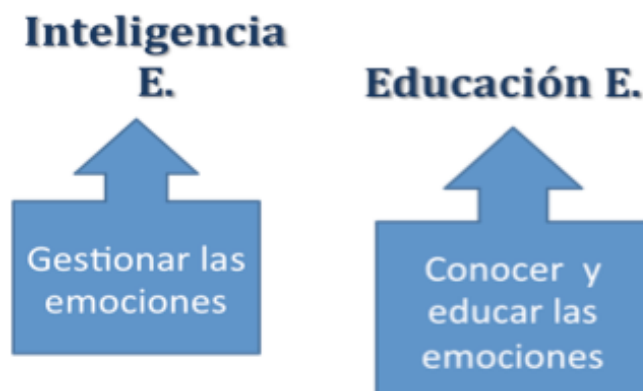 Inteligencia
E.
Educación E.
Gestionar las
emociones
Conocer y
educar las
emociones